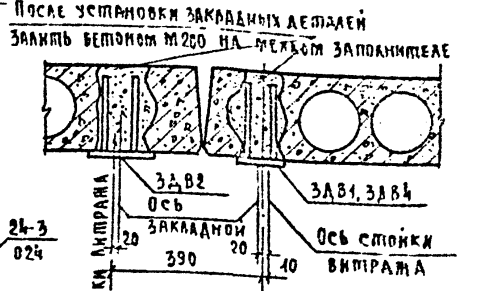 После установки закладных деталей
залить бетоном М200 на мелком заполнителе
ЗДВ2
Ось
закладной
ЗДВ1, ЗДВ4
Ось стойки
витража
ки витража
24-3
024
20
20
390
10